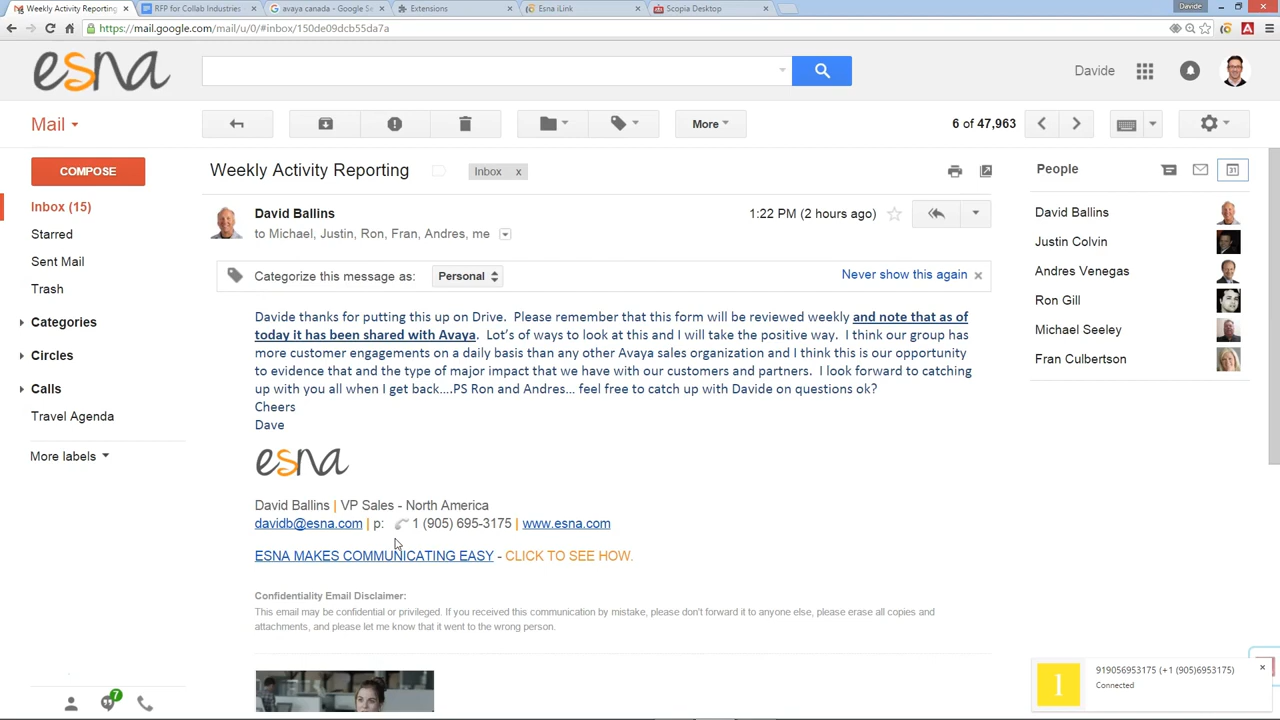 Weekly Activity Reporting
RFP for Collab Industries
avaya canada - Google Se
Extensions
Esna iLink
Scopia Desktop
Davide
https://mail.google.com/mail/u/0/#inbox/150de09dcb55da7a
esna
Davide
Mail
More
6 of 47,963
COMPOSE
Weekly Activity Reporting
Inbox x
People
Inbox (15)
Starred
Sent Mail
Trash
Categories
Circles
Calls
Travel Agenda
More labels
David Ballins
1:22 PM (2 hours ago)
to Michael, Justin, Ron, Fran, Andres, me
Categorize this message as: Personal
Never show this again
Davide thanks for putting this up on Drive. Please remember that this form will be reviewed weekly and note that as of
today it has been shared with Avaya. Lot's of ways to look at this and I will take the positive way. I think our group has
more customer engagements on a daily basis than any other Avaya sales organization and I think this is our opportunity
to evidence that and the type of major impact that we have with our customers and partners. I look forward to catching
up with you all when I get back....PS Ron and Andres... feel free to catch up with Davide on questions ok?
Cheers
Dave
esna
David Ballins | VP Sales - North America
davidb@esna.com | p: 1 (905) 695-3175 | www.esna.com
ESNA MAKES COMMUNICATING EASY - CLICK TO SEE HOW.
Confidentiality Email Disclaimer:
This email may be confidential or privileged. If you received this communication by mistake, please don't forward it to anyone else, please erase all copies and
attachments, and please let me know that it went to the wrong person.
David Ballins
Justin Colvin
Andres Venegas
Ron Gill
Michael Seeley
Fran Culbertson
31
7
1
919056953175 (+1 (905)6953175)
Connected